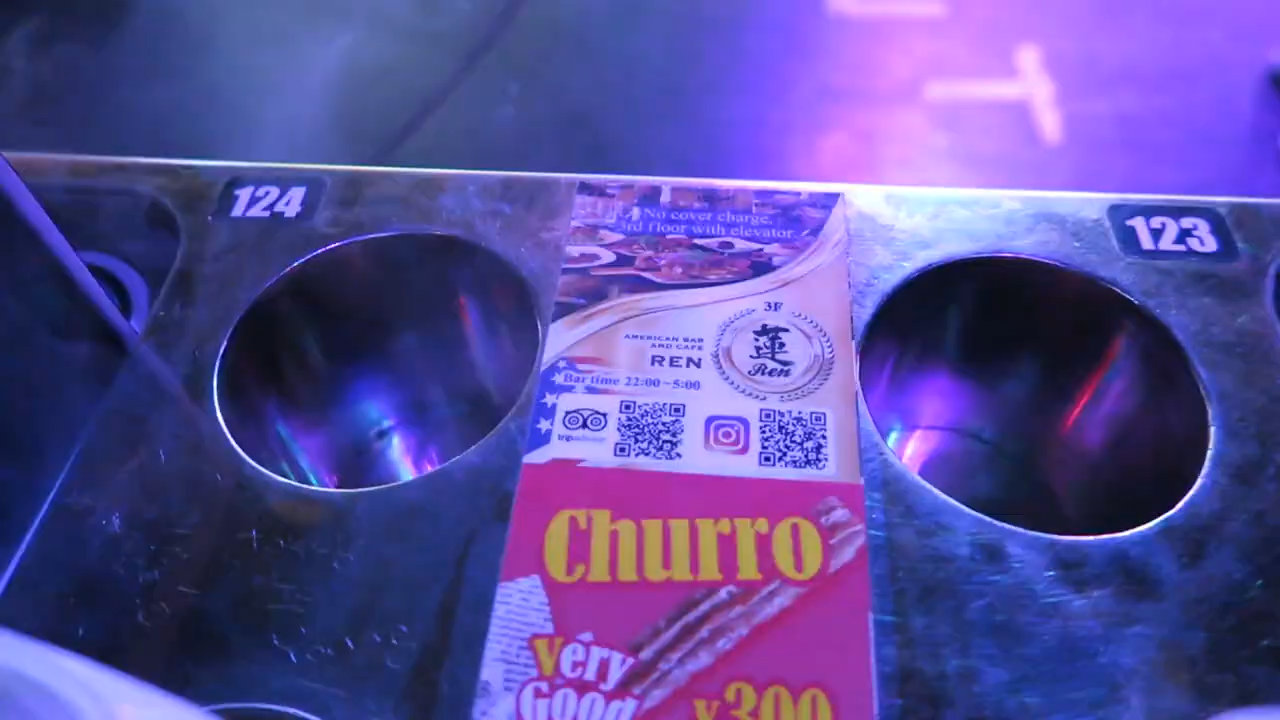 124
123
No cover charge.
3rd floor with elevator.
3F
蓮
Ren
AMERICAN BAR
AND CAFE
REN
Bar time 22:00~5:00
tripadvisor
Churro
very
Good
¥300